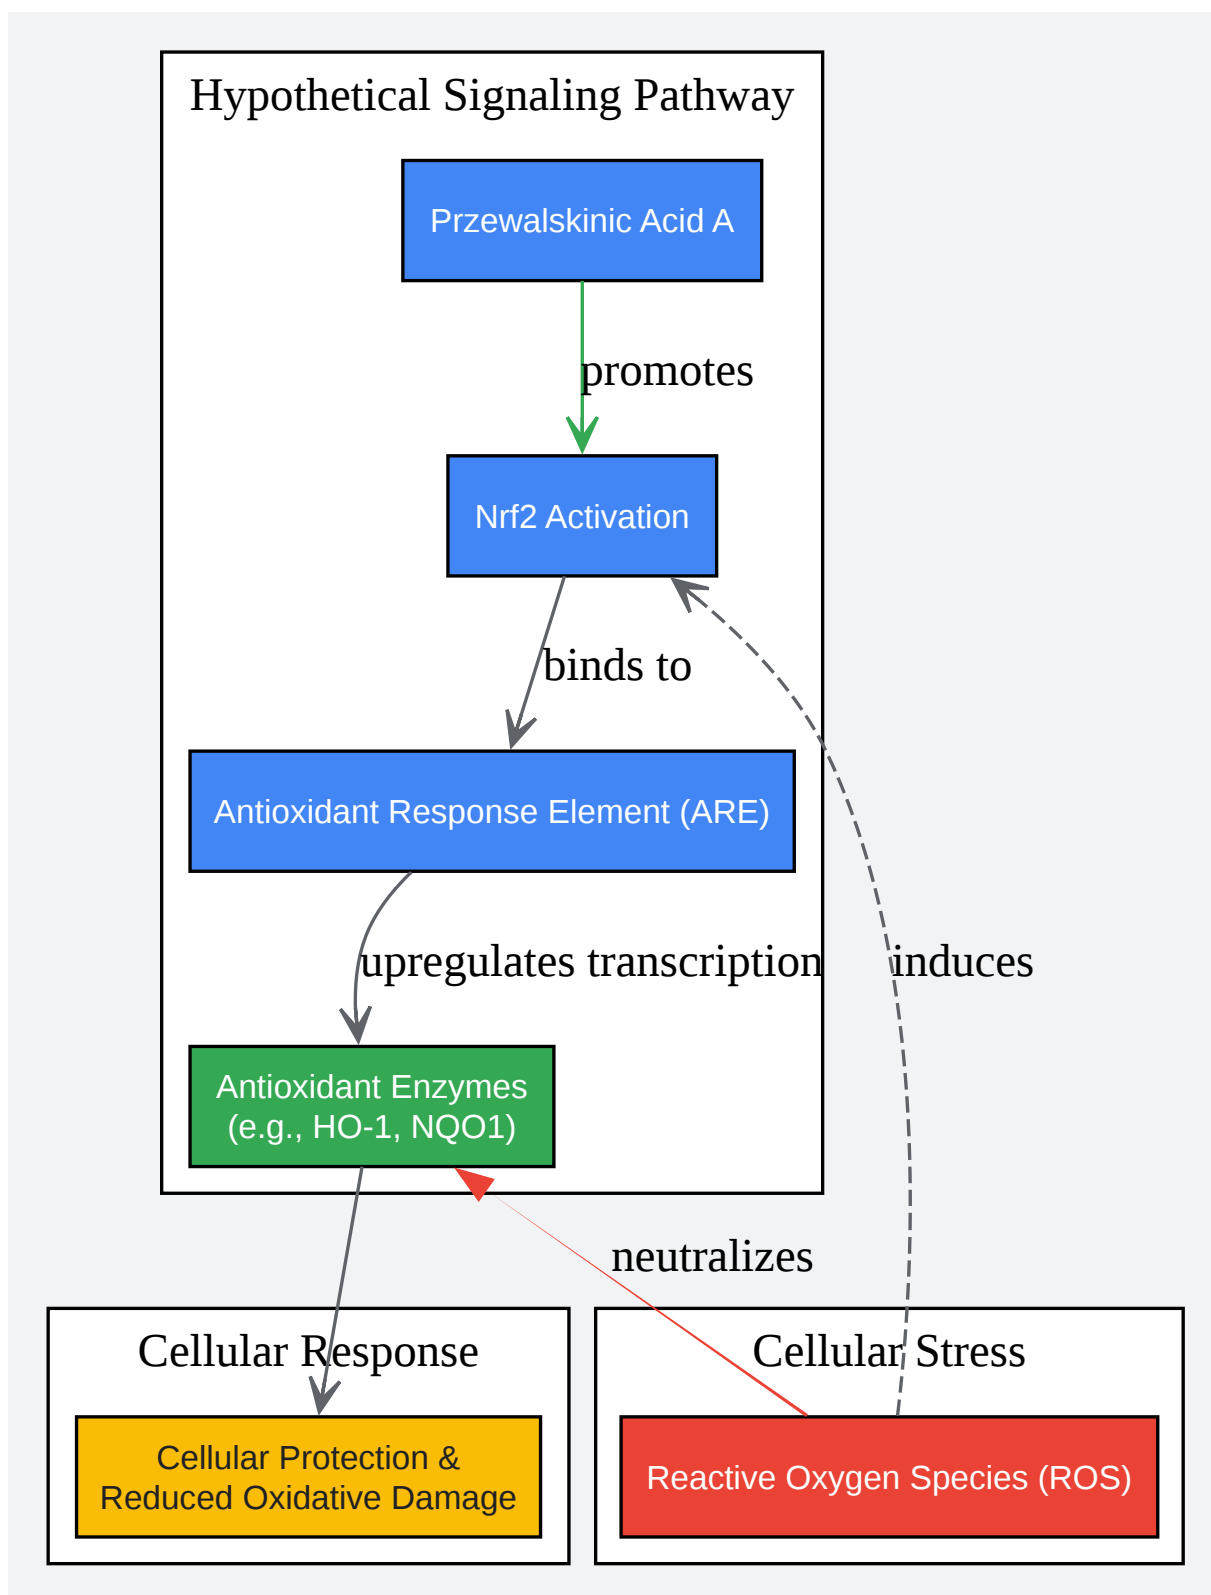 Hypothetical Signaling Pathway
Przewalskinic Acid A
promotes
Nrf2 Activation
binds to
Antioxidant Response Element (ARE)
upregulates transcription
induces
Antioxidant Enzymes
(e.g., HO-1, NQO1)
neutralizes
Cellular Response
Cellular Stress
Cellular Protection &
Reduced Oxidative Damage
Reactive Oxygen Species (ROS)